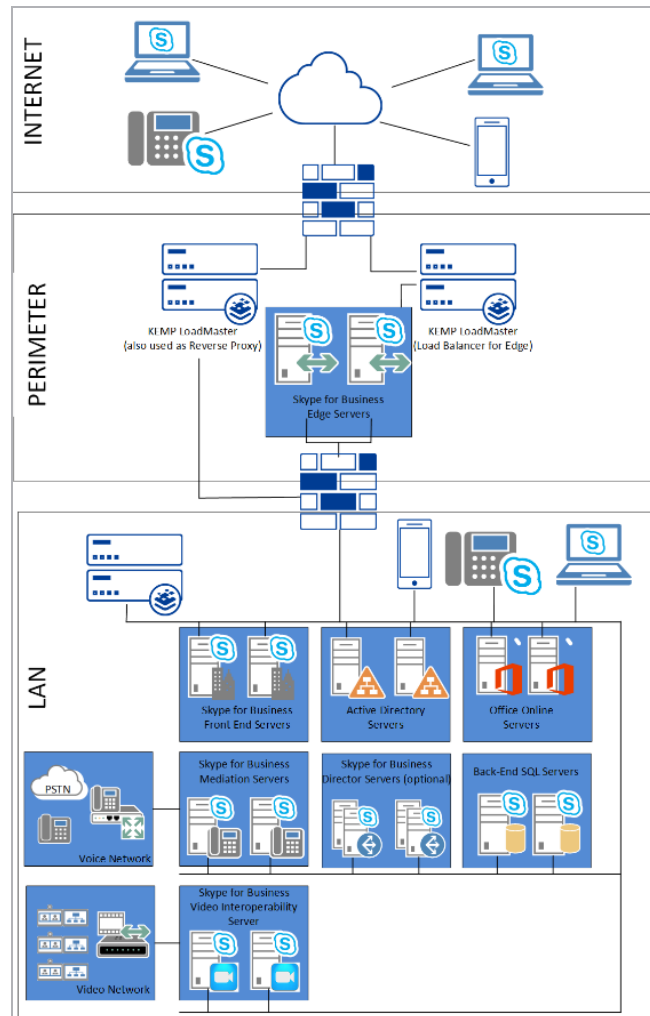 INTERNET
PERIMETER
KEMP LoadMaster
(also used as Reverse Proxy)
KEMP LoadMaster
(Load Balancer for Edge)
Skype for Business
Edge Servers
LAN
Skype for Business
Front End Servers
Active Directory
Servers
Office Online
Servers
PSTN
Voice Network
Skype for Business
Mediation Servers
Skype for Business
Director Servers (optional)
Back-End SQL Servers
Video Network
Skype for Business
Video Interoperability
Server